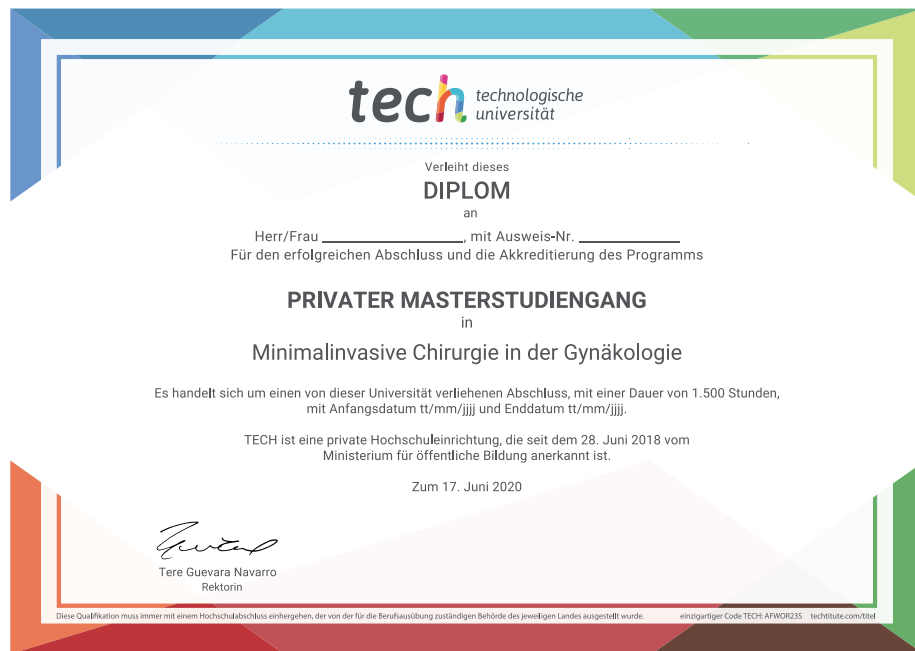 tech technologische
universität
Verleiht dieses
DIPLOM
an
Herr/Frau ____________________, mit Ausweis-Nr. ______________
Für den erfolgreichen Abschluss und die Akkreditierung des Programms
PRIVATER MASTERSTUDIENGANG
in
Minimalinvasive Chirurgie in der Gynäkologie
Es handelt sich um einen von dieser Universität verliehenen Abschluss, mit einer Dauer von 1.500 Stunden,
mit Anfangsdatum tt/mm/jjjj und Enddatum tt/mm/jjjj.
TECH ist eine private Hochschuleinrichtung, die seit dem 28. Juni 2018 vom
Ministerium für öffentliche Bildung anerkannt ist.
Zum 17. Juni 2020
Tere Guevara Navarro
Rektorin
Diese Qualifikation muss immer mit einem Hochschulabschluss einhergehen, der von der für die Berufsausübung zuständigen Behörde des jeweiligen Landes ausgestellt wurde. einzigartiger Code TECH: AFWOR235 techtitute.com/titel